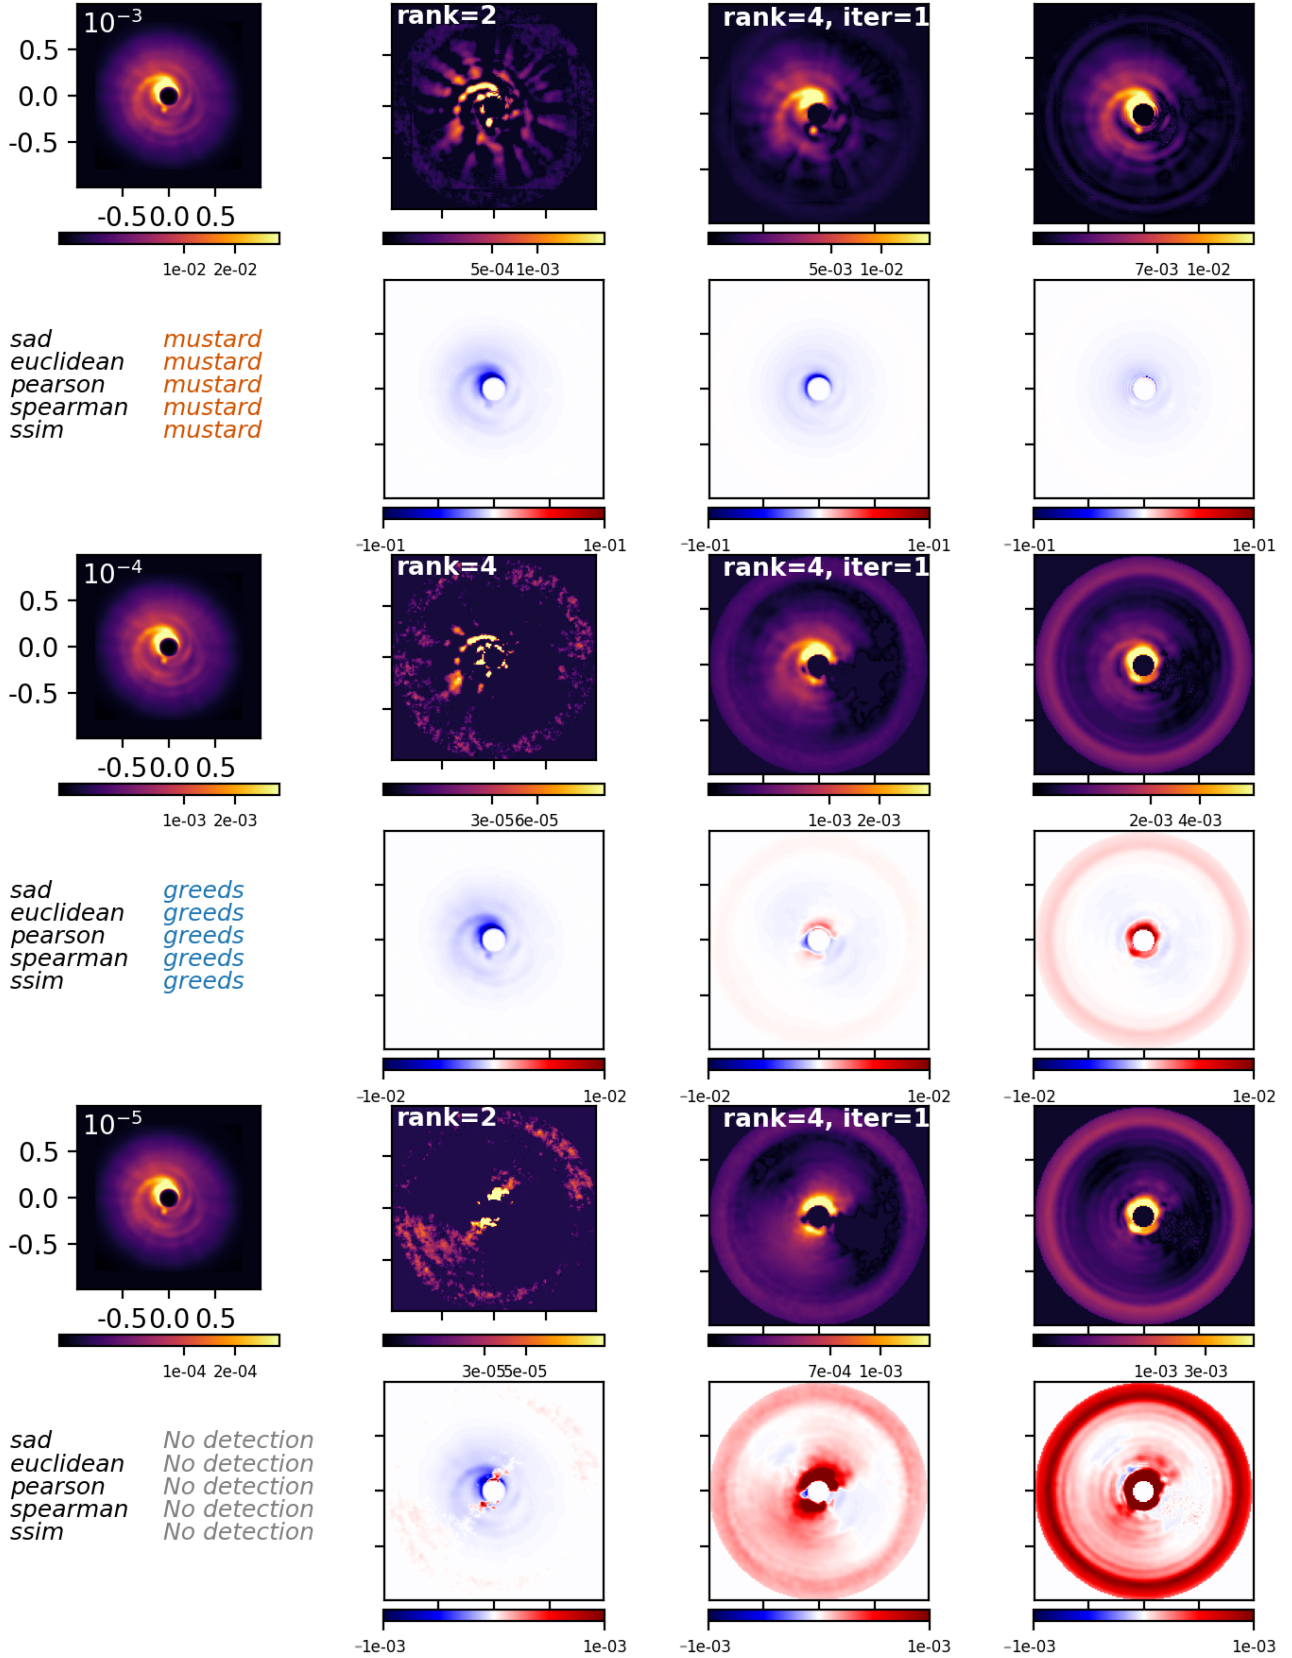 10⁻³
rank=2
rank=4, iter=1
0.5
0.0
-0.5
-0.5 0.0 0.5
1e-02 2e-02
5e-04 1e-03
5e-03 1e-02
7e-03 1e-02
sad mustard
euclidean mustard
pearson mustard
spearman mustard
ssim mustard
−1e-01 1e-01
−1e-01 1e-01
−1e-01 1e-01
10⁻⁴
rank=4
rank=4, iter=1
0.5
0.0
-0.5
-0.5 0.0 0.5
1e-03 2e-03
3e-05 6e-05
1e-03 2e-03
2e-03 4e-03
sad greeds
euclidean greeds
pearson greeds
spearman greeds
ssim greeds
−1e-02 1e-02
−1e-02 1e-02
−1e-02 1e-02
10⁻⁵
rank=2
rank=4, iter=1
0.5
0.0
-0.5
-0.5 0.0 0.5
1e-04 2e-04
3e-05 5e-05
7e-04 1e-03
1e-03 3e-03
sad No detection
euclidean No detection
pearson No detection
spearman No detection
ssim No detection
−1e-03 1e-03
−1e-03 1e-03
−1e-03 1e-03